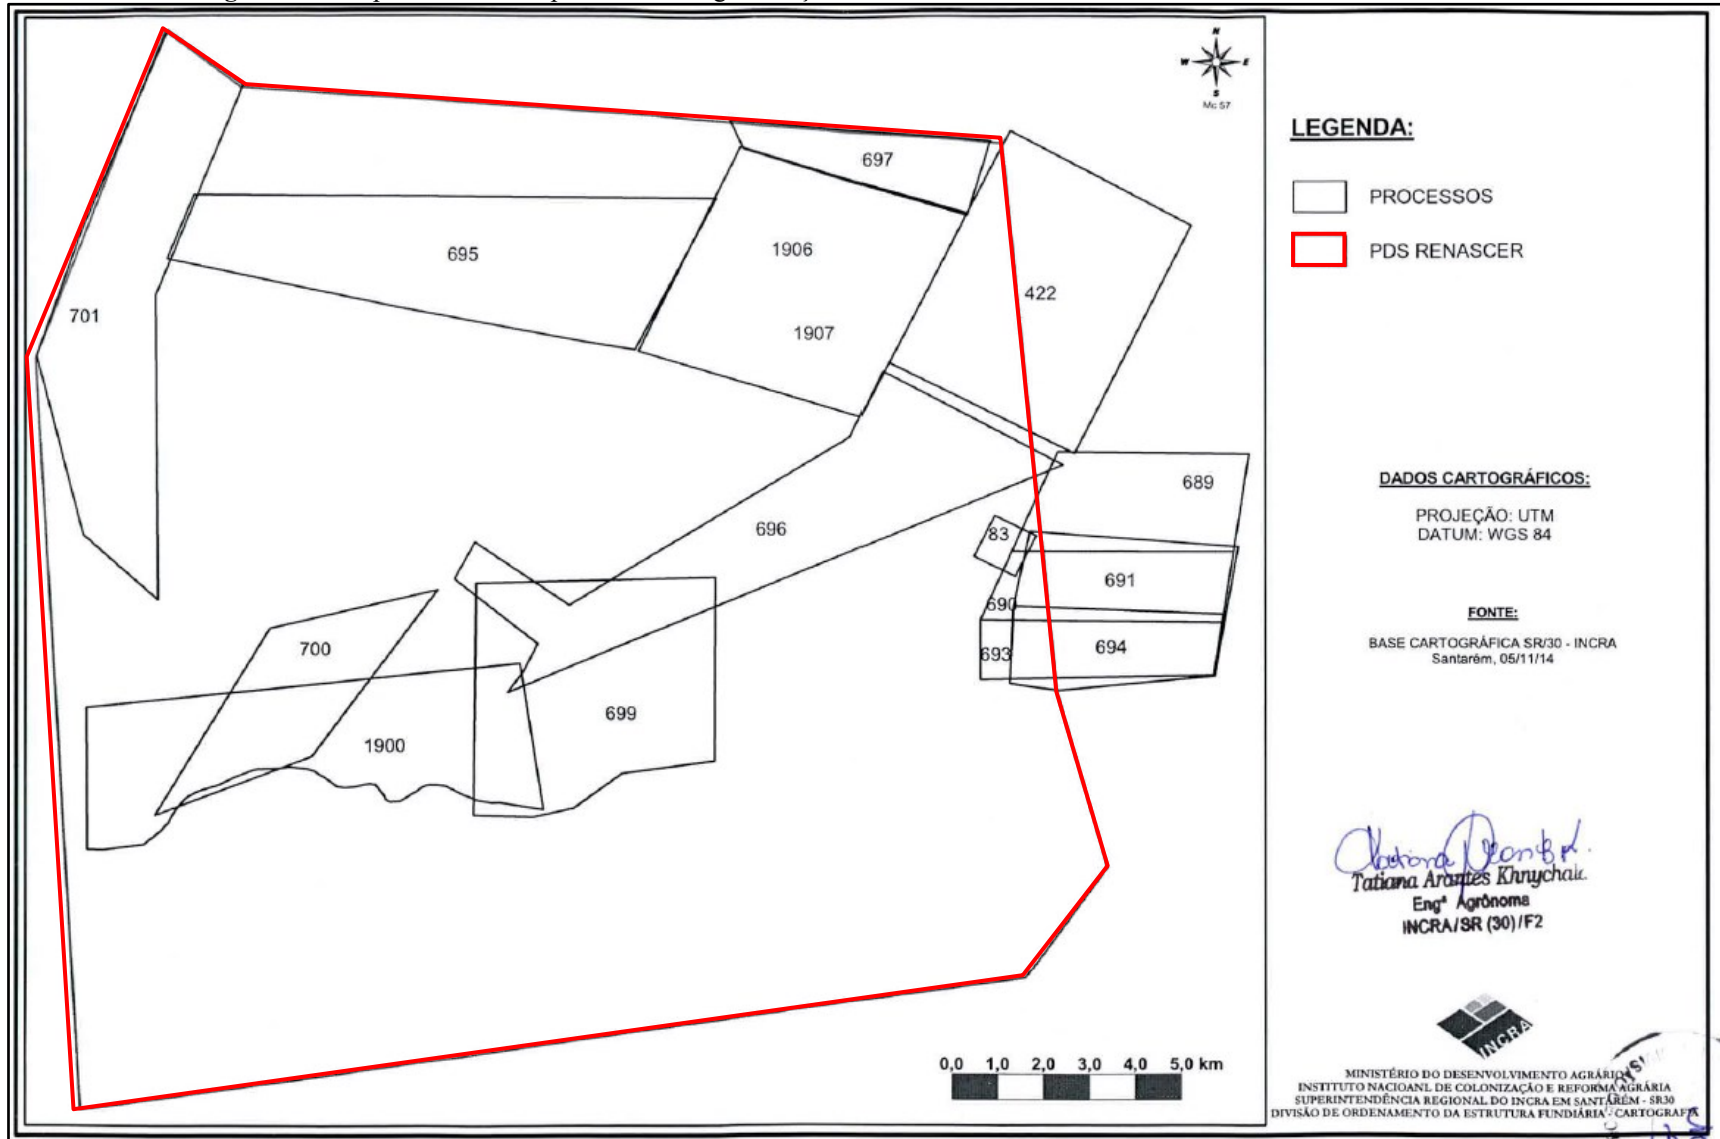 N
W E
S
Mc 57
697
1906
695
422
1907
701
689
696
83
691
690
700
693
694
699
1900
0,0 1,0 2,0 3,0 4,0 5,0 km
LEGENDA:
PROCESSOS
PDS RENASCER
DADOS CARTOGRÁFICOS:
PROJEÇÃO: UTM
DATUM: WGS 84
FONTE:
BASE CARTOGRÁFICA SR/30 - INCRA
Santarém, 05/11/14
Tatiana Arantes Khnychala
Engª Agrônoma
INCRA/SR (30)/F2
INCRA
MINISTÉRIO DO DESENVOLVIMENTO AGRÁRIO
INSTITUTO NACIOANL DE COLONIZAÇÃO E REFORMA AGRÁRIA
SUPERINTENDÊNCIA REGIONAL DO INCRA EM SANTARÉM - SR30
DIVISÃO DE ORDENAMENTO DA ESTRUTURA FUNDIÁRIA - CARTOGRAFIA